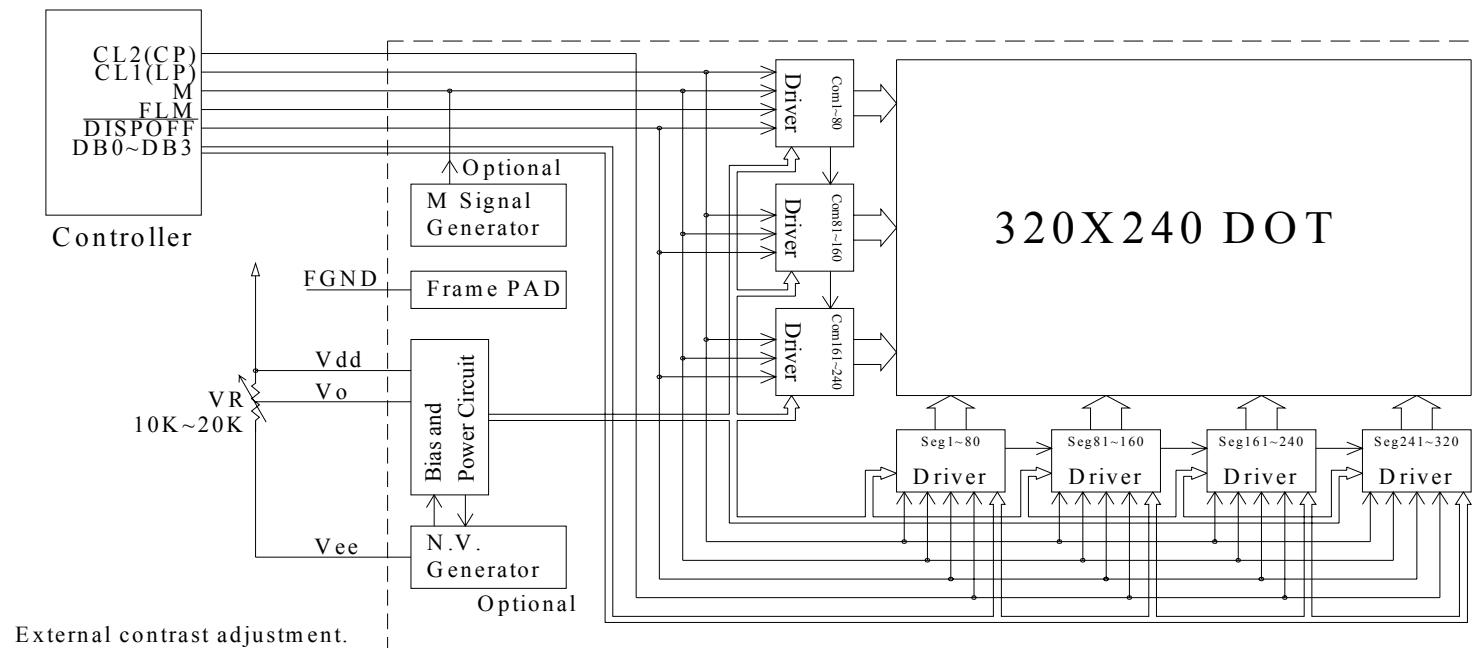 CL2(CP)
CL1(LP)
M
FLM
DISPOFF
DB0~DB3
Controller
Optional
M Signal
Generator
FGND
Frame PAD
Vdd
Vo
VR
10K~20K
Bias and
Power Circuit
Vee
N.V.
Generator
Optional
External contrast adjustment.
Driver
Com1~80
Driver
Com81~160
Driver
Com161~240
320X240 DOT
Seg1~80
Driver
Seg81~160
Driver
Seg161~240
Driver
Seg241~320
Driver